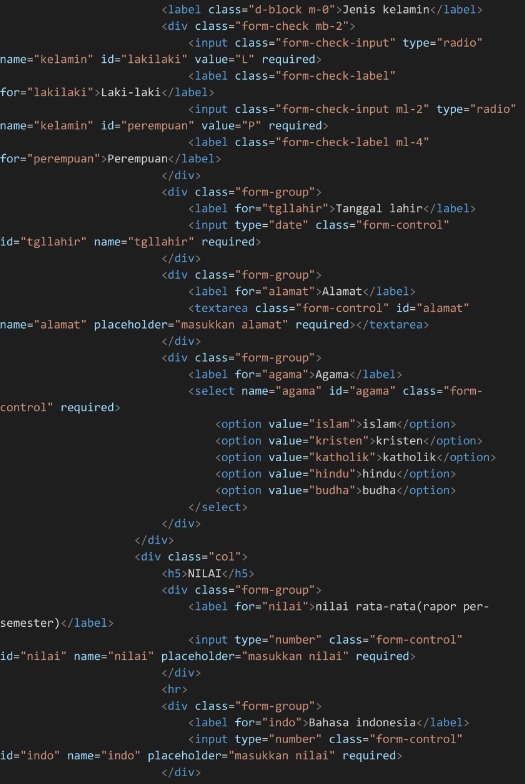 <label class="d-block m-0">Jenis kelamin</label>
<div class="form-check mb-2">
<input class="form-check-input" type="radio"
name="kelamin" id="lakilaki" value="L" required>
<label class="form-check-label"
for="lakilaki">Laki-laki</label>
<input class="form-check-input ml-2" type="radio"
name="kelamin" id="perempuan" value="P" required>
<label class="form-check-label ml-4"
for="perempuan">Perempuan</label>
</div>
<div class="form-group">
<label for="tgllahir">Tanggal lahir</label>
<input type="date" class="form-control"
id="tgllahir" name="tgllahir" required>
</div>
<div class="form-group">
<label for="alamat">Alamat</label>
<textarea class="form-control" id="alamat"
name="alamat" placeholder="masukkan alamat" required></textarea>
</div>
<div class="form-group">
<label for="agama">Agama</label>
<select name="agama" id="agama" class="form-
control" required>
<option value="islam">islam</option>
<option value="kristen">kristen</option>
<option value="katholik">katholik</option>
<option value="hindu">hindu</option>
<option value="budha">budha</option>
</select>
</div>
</div>
<div class="col">
<h5>NILAI</h5>
<div class="form-group">
<label for="nilai">nilai rata-rata(rapor per-
semester)</label>
<input type="number" class="form-control"
id="nilai" name="nilai" placeholder="masukkan nilai" required>
</div>
<hr>
<div class="form-group">
<label for="indo">Bahasa indonesia</label>
<input type="number" class="form-control"
id="indo" name="indo" placeholder="masukkan nilai" required>
</div>